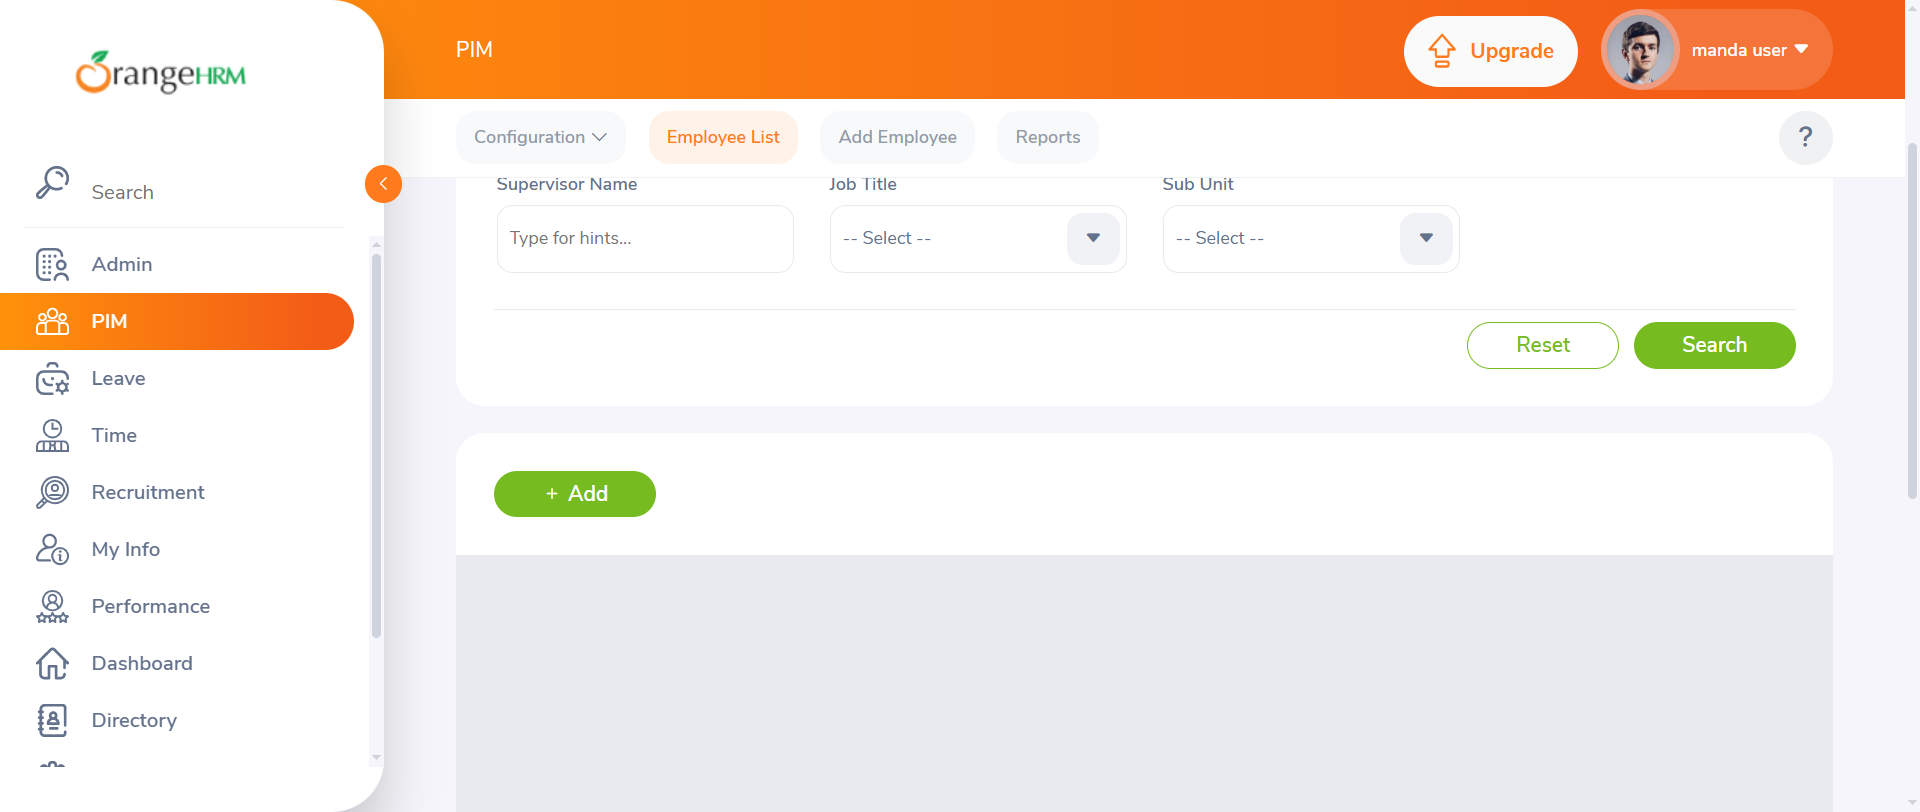 OrangeHRM
PIM
Upgrade
manda user
Configuration
Employee List
Add Employee
Reports
?
Search
Admin
PIM
Leave
Time
Recruitment
My Info
Performance
Dashboard
Directory
Supervisor Name
Job Title
Sub Unit
Type for hints...
-- Select --
-- Select --
Reset
Search
+ Add